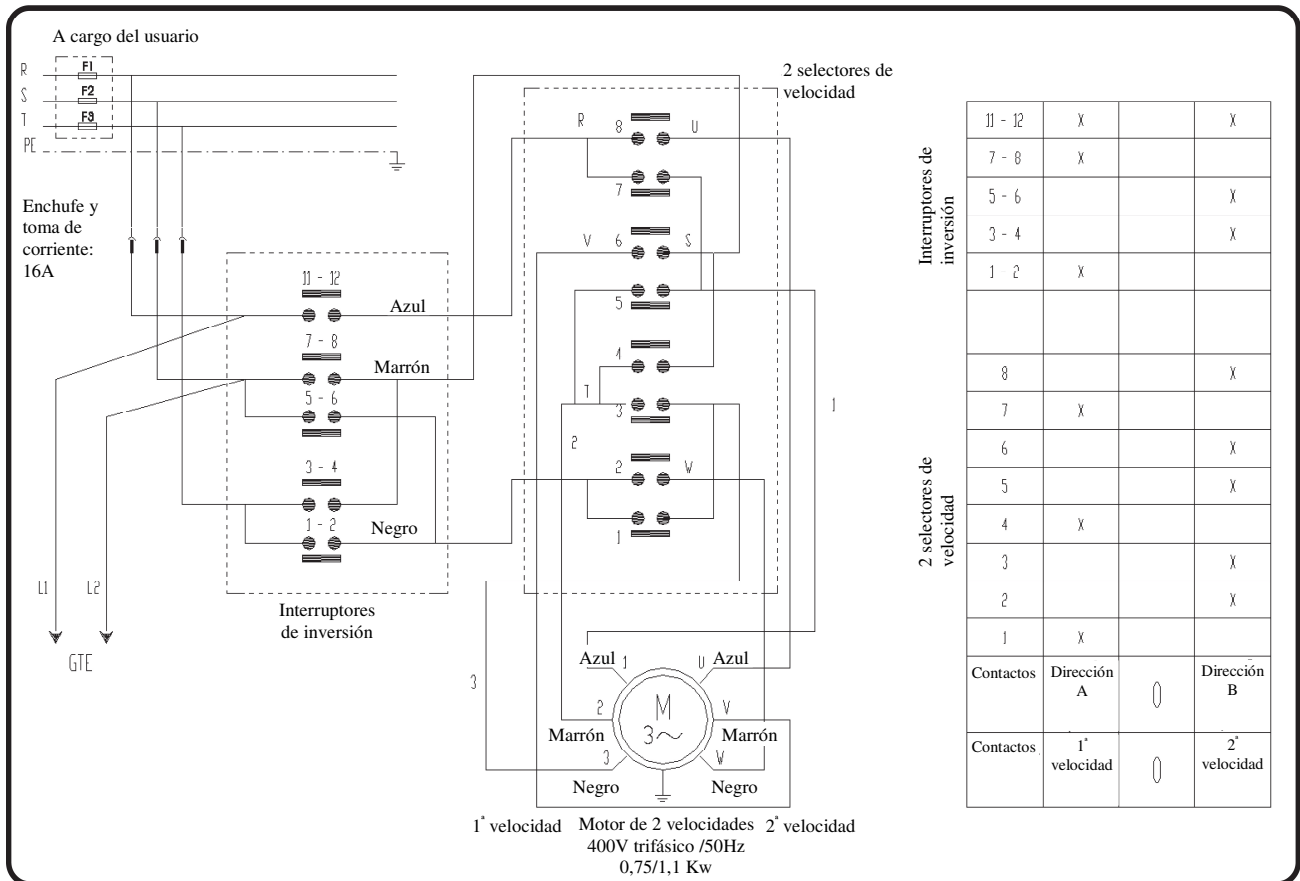 A cargo del usuario
R
F1
S
F2
T
F3
PE
Enchufe y
toma de
corriente:
16A
11 - 12
Azul
7 - 8
Marrón
5 - 6
3 - 4
1 - 2
Negro
L1
L2
GTE
Interruptores
de inversión
2 selectores de
velocidad
R
8
U
7
V
6
S
5
4
T
3
2
2
W
1
1
3
Azul
1
U
Azul
2
M
V
Marrón
3~
Marrón
3
W
Negro
Negro
1ª velocidad
Motor de 2 velocidades
2ª velocidad
400V trifásico /50Hz
0,75/1,1 Kw
Interruptores de
inversión
11 - 12 X X
7 - 8 X
5 - 6 X
3 - 4 X
1 - 2 X
2 selectores de
velocidad
8 X
7 X
6 X
5 X
4 X
3 X
2 X
1 X
Contactos Dirección 0 Dirección
A B
Contactos 1ª 0 2ª
velocidad velocidad